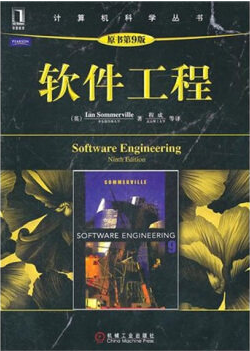 计算机科学丛书
PEARSON
原书第9版
软件工程
(英) Ian Sommerville 著 程成 等译
Software Engineering
Ninth Edition
SOMMERVILLE
SOFTWARE ENGINEERING
9
机械工业出版社
China Machine Press